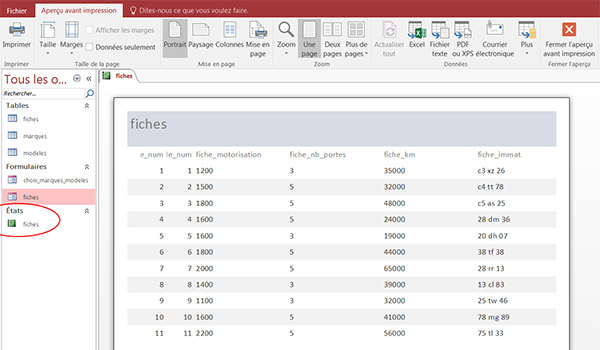 Fichier Aperçu avant impression Dites-nous ce que vous voulez faire.
Imprimer Taille Marges Afficher les marges Données seulement Portrait Paysage Colonnes Mise en page Zoom Une page Deux pages Plus de pages Actualiser tout Excel Fichier texte PDF ou XPS Courrier électronique Plus Fermer l'aperçu avant impression
Imprimer Taille de la page Mise en page Zoom Données Fermer l'aperçu
Tous les o...
Rechercher...
Tables
fiches
marques
modeles
Formulaires
choix_marques_modeles
fiches
États
fiches
fiches
fiches
e_num le_num fiche_motorisation fiche_nb_portes fiche_km fiche_immat
1 1 1200 3 35000 c3 xz 26
2 2 1500 5 32000 c4 tt 78
3 3 1800 5 48000 c5 as 25
4 4 1600 5 24000 28 dm 36
5 5 1600 3 19000 20 dh 07
6 6 1800 5 44000 38 tf 38
7 7 2000 5 65000 28 rr 13
8 8 1400 3 39000 13 cl 83
9 9 1100 3 32000 25 tw 46
10 10 1600 5 41000 78 mg 89
11 11 2200 5 56000 75 tl 33